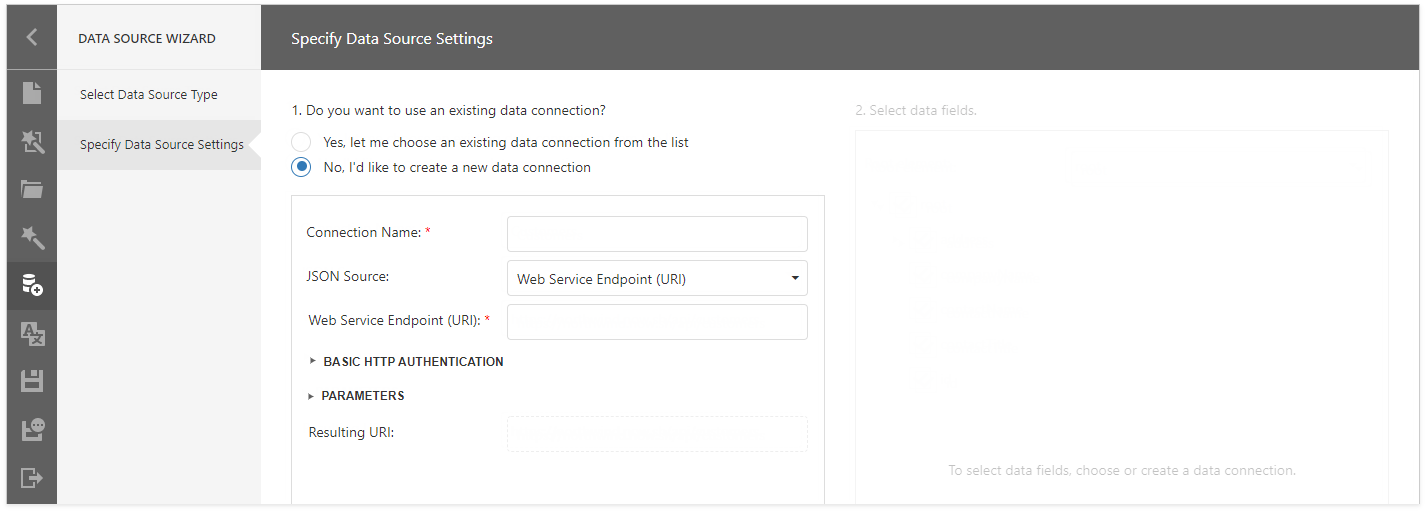 DATA SOURCE WIZARD
Specify Data Source Settings
Select Data Source Type
Specify Data Source Settings
1. Do you want to use an existing data connection?
Yes, let me choose an existing data connection from the list
No, I'd like to create a new data connection
Connection Name: *
JSON Source:
Web Service Endpoint (URI)
Web Service Endpoint (URI): *
BASIC HTTP AUTHENTICATION
PARAMETERS
Resulting URI:
2. Select data fields.
To select data fields, choose or create a data connection.